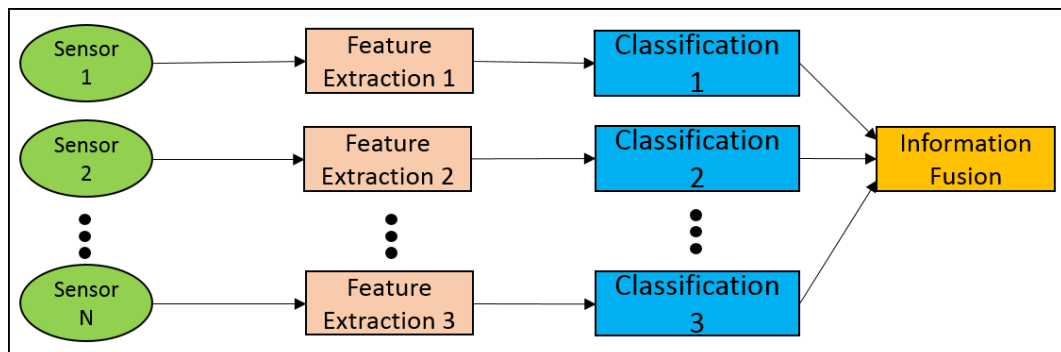 Sensor
1
Feature
Extraction 1
Classification
1
Sensor
2
Feature
Extraction 2
Classification
2
Information
Fusion
Sensor
N
Feature
Extraction 3
Classification
3